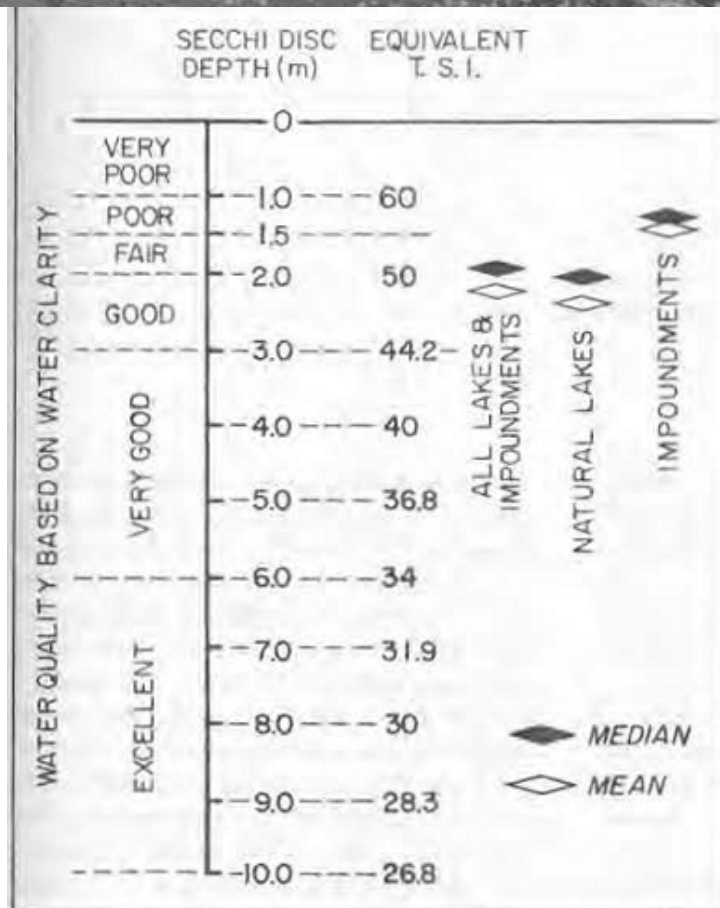 SECCHI DISC
DEPTH (m)
EQUIVALENT
T. S. I.
WATER QUALITY BASED ON WATER CLARITY
0
VERY
POOR
1.0 60
POOR
1.5
FAIR
2.0 50
GOOD
3.0 44.2
VERY GOOD
4.0 40
5.0 36.8
6.0 34
EXCELLENT
7.0 31.9
8.0 30
9.0 28.3
10.0 26.8
ALL LAKES &
IMPOUNDMENTS
NATURAL LAKES
IMPOUNDMENTS
MEDIAN
MEAN